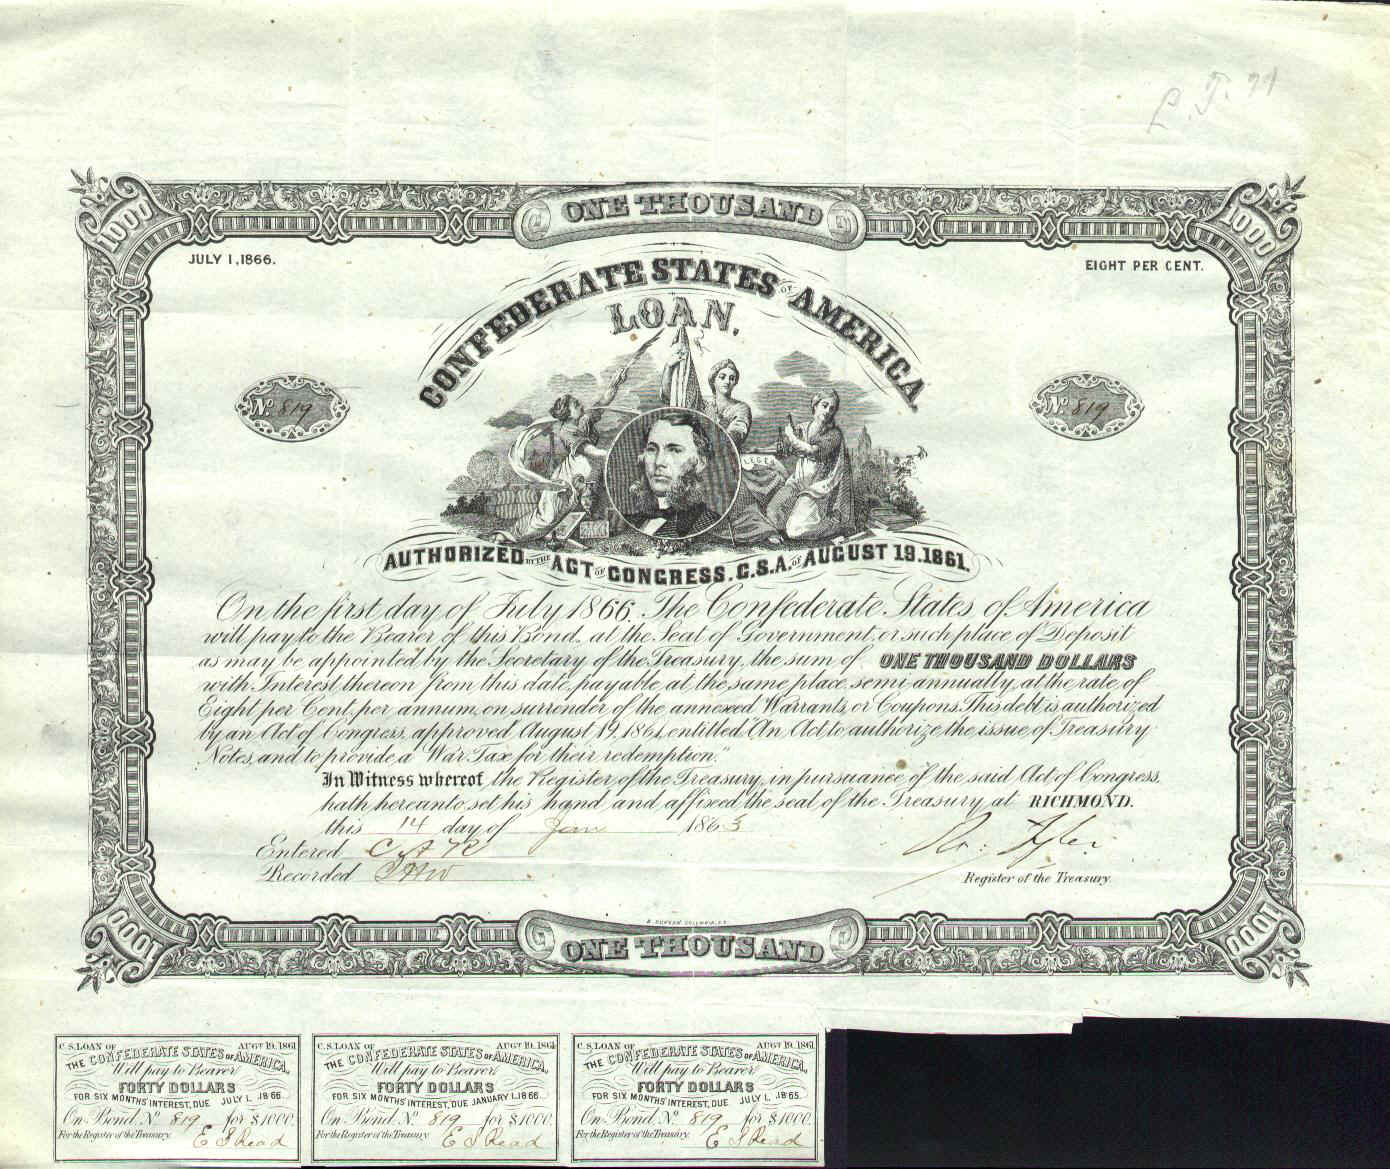 1000
ONE THOUSAND
1000
JULY 1, 1866.
EIGHT PER CENT.
CONFEDERATE STATES OF AMERICA
LOAN.
No. 819
No. 819
LEGES
AUTHORIZED BY THE ACT OF CONGRESS. C.S.A. OF AUGUST 19. 1861.
On the first day of July 1866. The Confederate States of America
will pay to the Bearer of this Bond, at the Seat of Government, or such place of Deposit
as may be appointed by the Secretary of the Treasury, the sum of ONE THOUSAND DOLLARS
with Interest thereon from this date, payable at the same place, semi-annually, at the rate of
Eight per Cent. per annum, on surrender of the annexed Warrants, or Coupons. This debt is authorized
by an Act of Congress, approved August 19, 1861, entitled "An Act to authorize the issue of Treasury
Notes, and to provide a War Tax for their redemption."
In Witness whereof the Register of the Treasury, in pursuance of the said Act of Congress,
hath hereunto set his hand and affixed the seal of the Treasury at RICHMOND.
this 14 day of Jan 1863
Entered C A R
Recorded
Ro: Tyler
Register of the Treasury.
1000
ONE THOUSAND
1000
C.S. LOAN OF AUGT 19. 1861
THE CONFEDERATE STATES OF AMERICA,
Will pay to Bearer
FORTY DOLLARS
FOR SIX MONTHS' INTEREST, DUE JULY 1. 1866
On Bond No. 819 for $1000.
For the Register of the Treasury. E S Read
C.S. LOAN OF AUGT 19. 1861
THE CONFEDERATE STATES OF AMERICA,
Will pay to Bearer
FORTY DOLLARS
FOR SIX MONTHS' INTEREST, DUE JANUARY 1. 1866
On Bond No. 819 for $1000.
For the Register of the Treasury. E S Read
C.S. LOAN OF AUGT 19. 1861
THE CONFEDERATE STATES OF AMERICA,
Will pay to Bearer
FORTY DOLLARS
FOR SIX MONTHS' INTEREST, DUE JULY 1. 1865.
On Bond No. 819 for $1000.
For the Register of the Treasury. E S Read